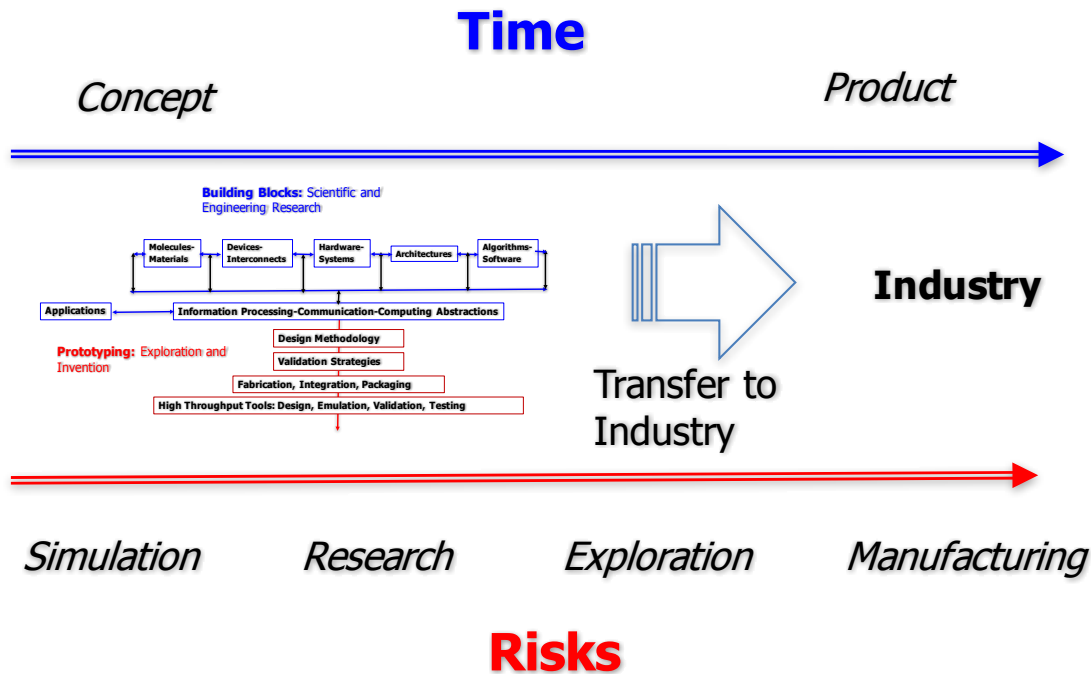 Time
Concept
Product
Building Blocks: Scientific and
Engineering Research
Molecules-
Materials
Devices-
Interconnects
Hardware-
Systems
Architectures
Algorithms-
Software
Applications
Information Processing-Communication-Computing Abstractions
Prototyping: Exploration and
Invention
Design Methodology
Validation Strategies
Fabrication, Integration, Packaging
High Throughput Tools: Design, Emulation, Validation, Testing
Industry
Transfer to
Industry
Simulation
Research
Exploration
Manufacturing
Risks